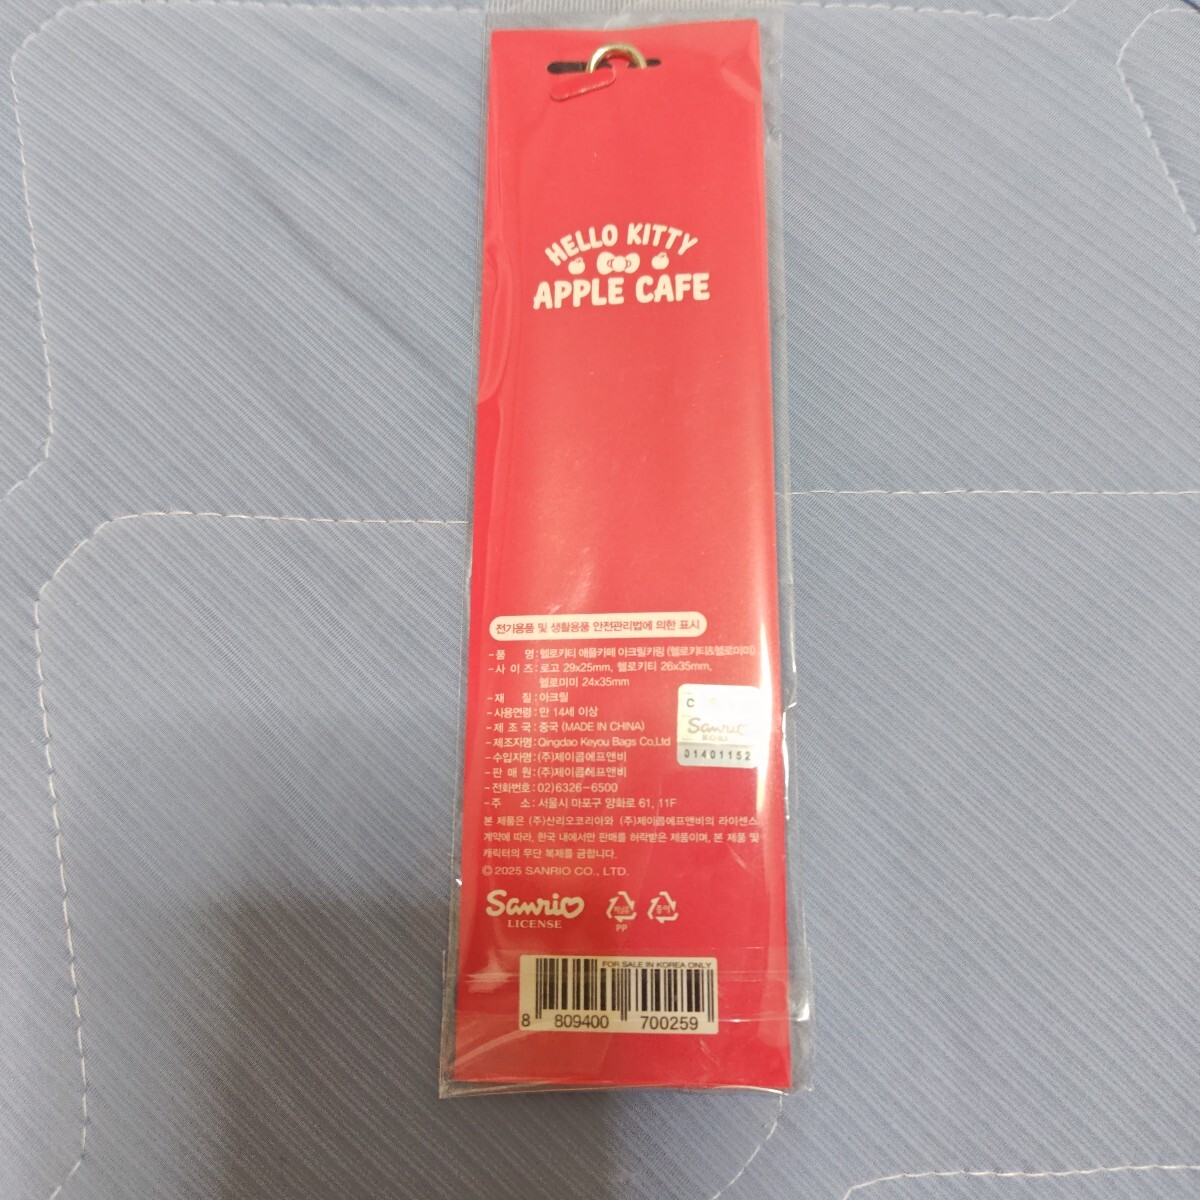 HELLO KITTY
APPLE CAFE
전기용품 및 생활용품 안전관리법에 의한 표시
- 품 명 : 헬로키티 애플카페 아크릴키링 (헬로키티&헬로미미)
- 사 이 즈 : 로고 29x25mm, 헬로키티 26x35mm,
헬로미미 24x35mm
- 재 질 : 아크릴
- 사용연령 : 만 14세 이상
- 제 조 국 : 중국 (MADE IN CHINA)
- 제조자명 : Qingdao Keyou Bags Co,Ltd
- 수입자명 : (주)제이콥에프앤비
- 판 매 원 : (주)제이콥에프앤비
- 전화번호 : 02)6326-6500
- 주 소 : 서울시 마포구 양화로 61, 11F
본 제품은 (주)산리오코리아와 (주)제이콥에프앤비의 라이센스
계약에 따라, 한국 내에서만 판매를 허락받은 제품이며, 본 제품 및
캐릭터의 무단 복제를 금합니다.
© 2025 SANRIO CO., LTD.
C
Sanrio
01401152
Sanrio
LICENSE
비닐류
PP
종이
FOR SALE IN KOREA ONLY
8 809400 700259